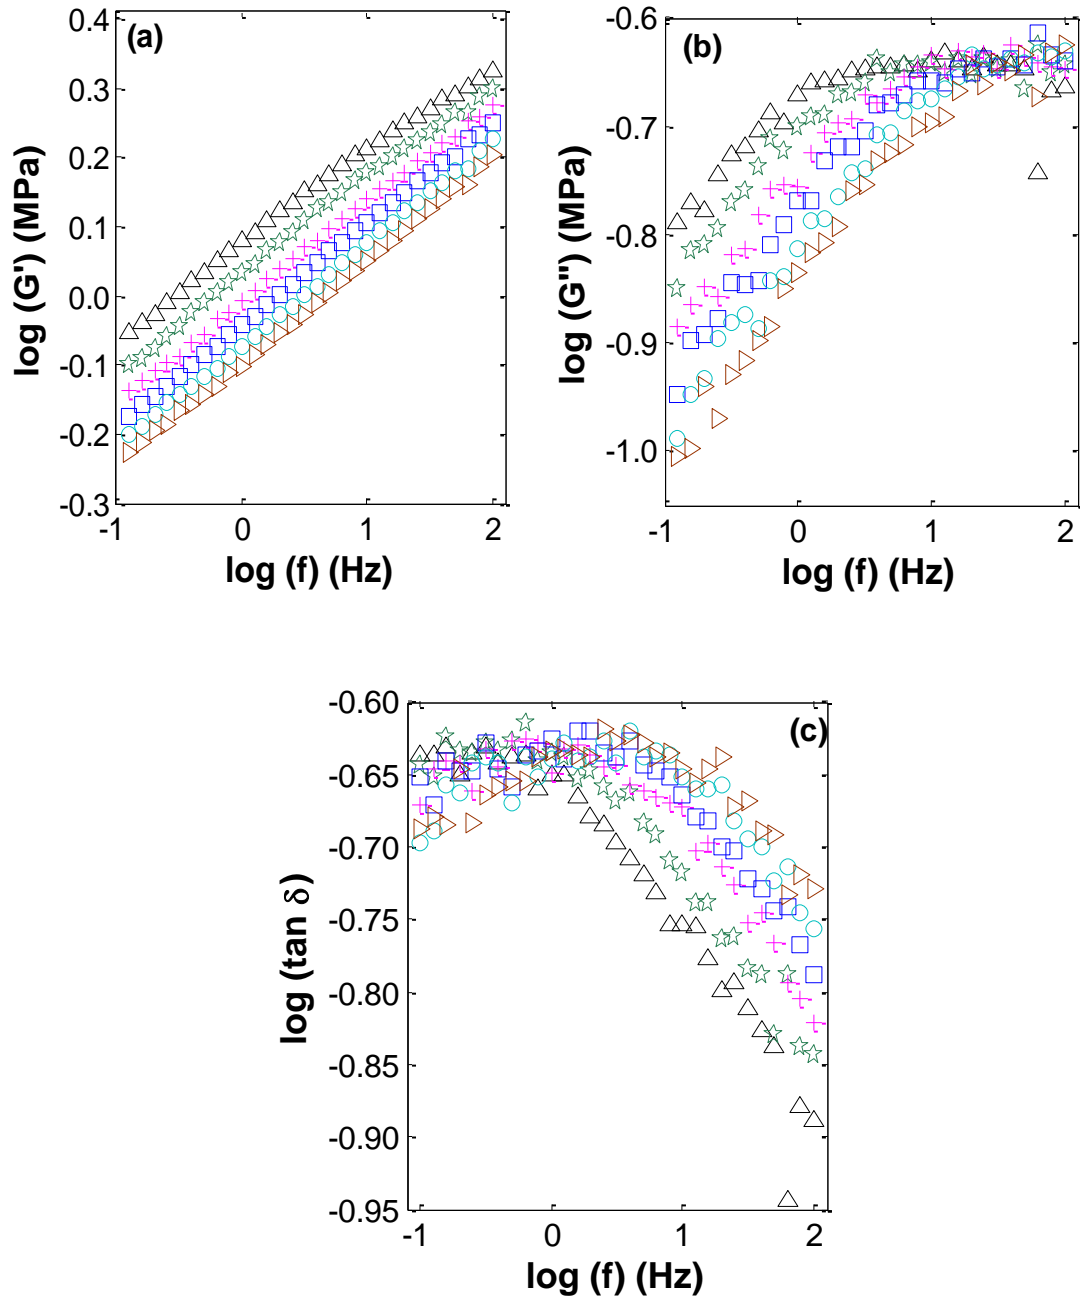 (a)
log (G') (MPa)
0.4
0.3
0.2
0.1
0.0
-0.1
-0.2
-0.3
-1 0 1 2
log (f) (Hz)
(b)
log (G'') (MPa)
-0.6
-0.7
-0.8
-0.9
-1.0
-1 0 1 2
log (f) (Hz)
(c)
log (tan δ)
-0.60
-0.65
-0.70
-0.75
-0.80
-0.85
-0.90
-0.95
-1 0 1 2
log (f) (Hz)